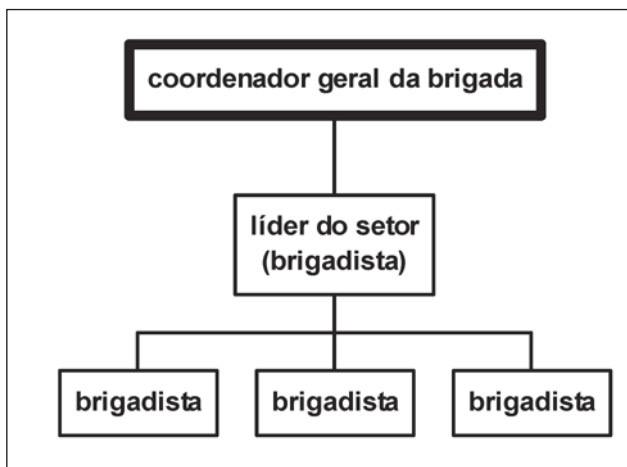 coordenador geral da brigada
líder do setor
(brigadista)
brigadista
brigadista
brigadista